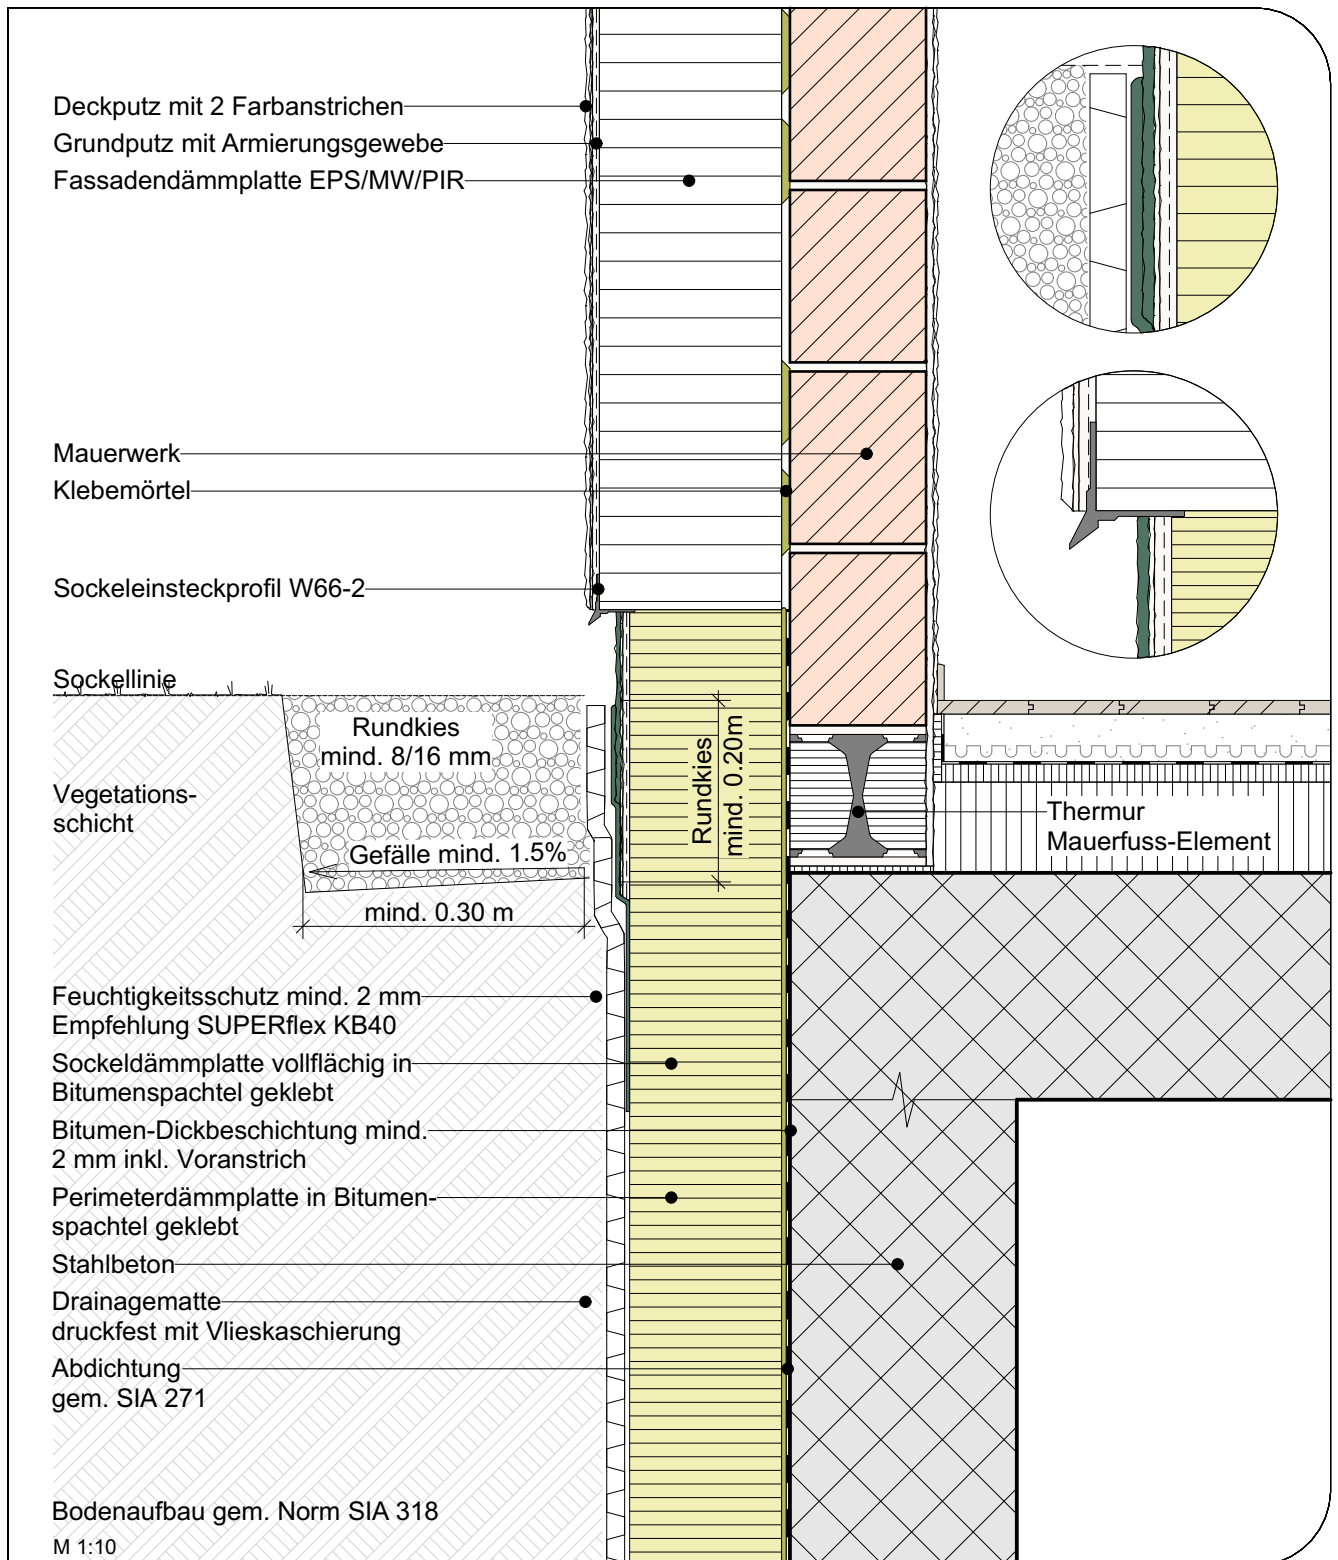 Deckputz mit 2 Farbanstrichen
Grundputz mit Armierungsgewebe
Fassadendämmplatte EPS/MW/PIR
Mauerwerk
Klebemörtel
Sockeleinsteckprofil W66-2
Sockellinie
Rundkies
mind. 8/16 mm
Rundkies
mind. 0.20m
Vegetations-
schicht
Thermur
Mauerfuss-Element
Gefälle mind. 1.5%
mind. 0.30 m
Feuchtigkeitsschutz mind. 2 mm
Empfehlung SUPERflex KB40
Sockeldämmplatte vollflächig in
Bitumenspachtel geklebt
Bitumen-Dickbeschichtung mind.
2 mm inkl. Voranstrich
Perimeterdämmplatte in Bitumen-
spachtel geklebt
Stahlbeton
Drainagematte
druckfest mit Vlieskaschierung
Abdichtung
gem. SIA 271
Bodenaufbau gem. Norm SIA 318
M 1:10